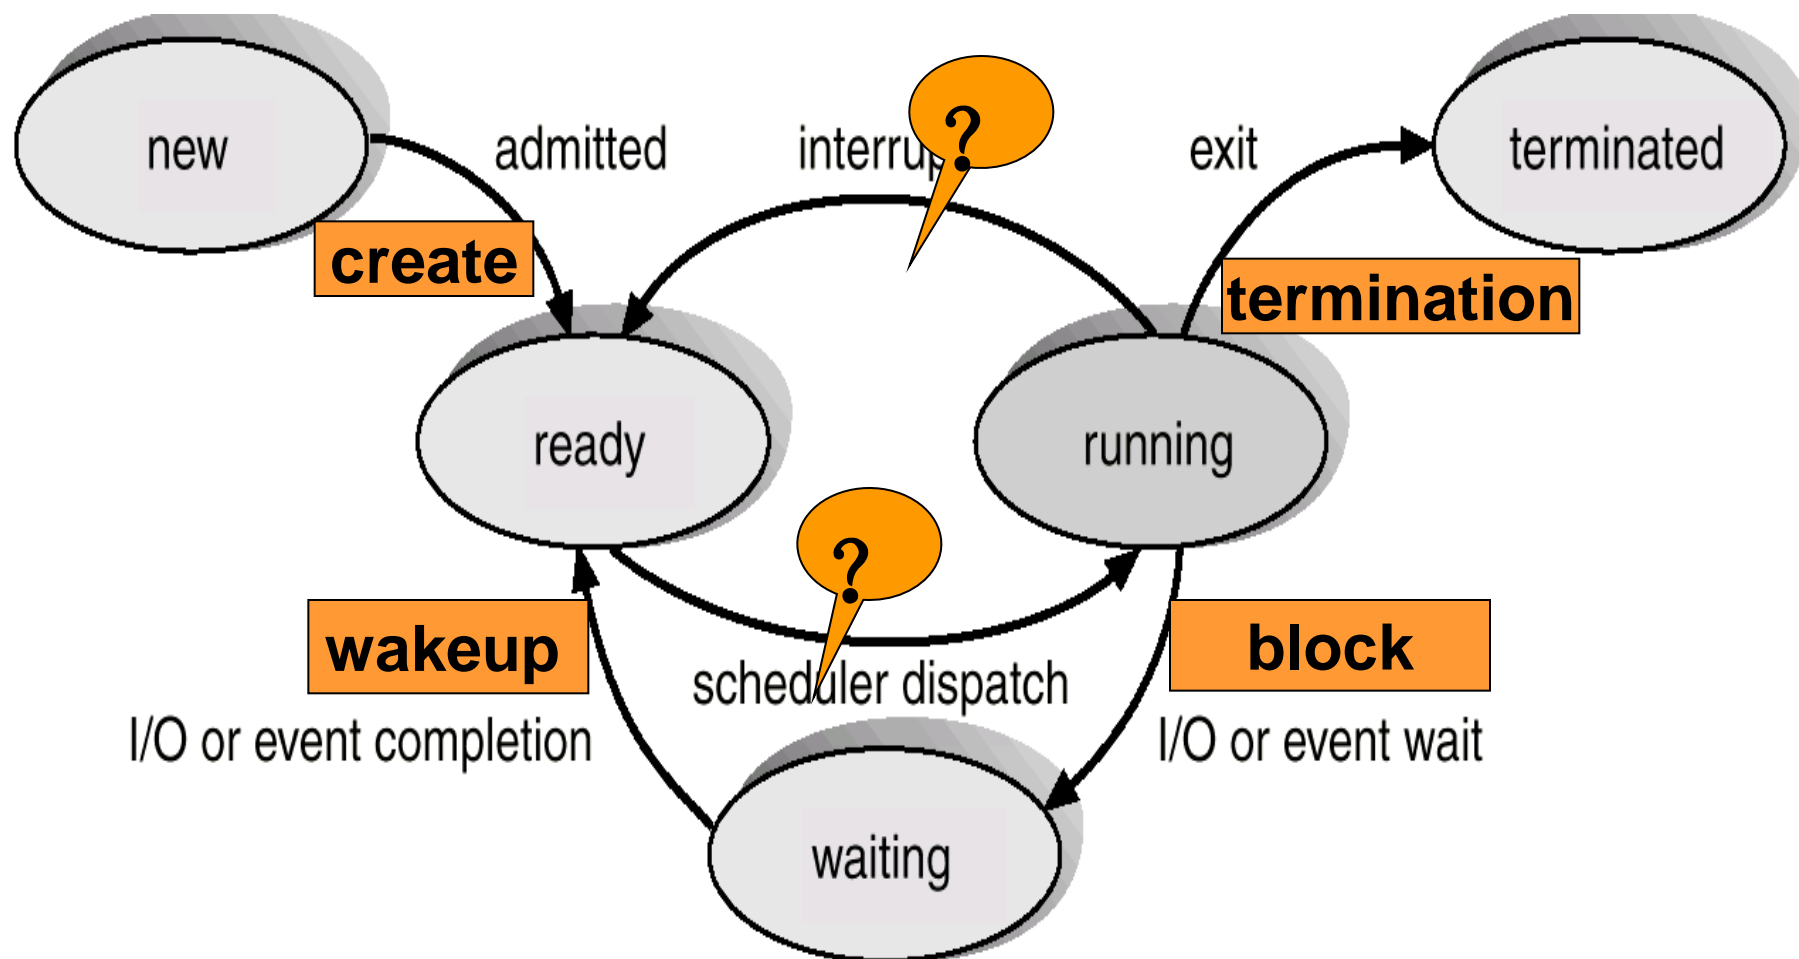 new
admitted
interrup
?
exit
terminated
create
termination
ready
running
?
wakeup
block
scheduler dispatch
I/O or event completion
I/O or event wait
waiting